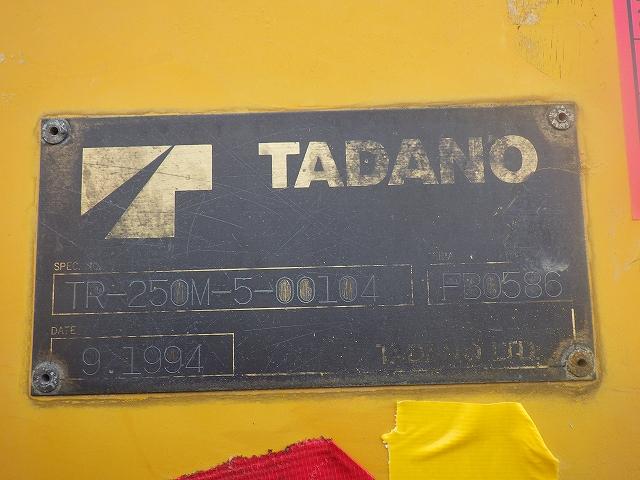 TADANO
SPEC. NO.
TR-250M-5-00104 FB0586
DATE
9.1994 TADANO LTD.